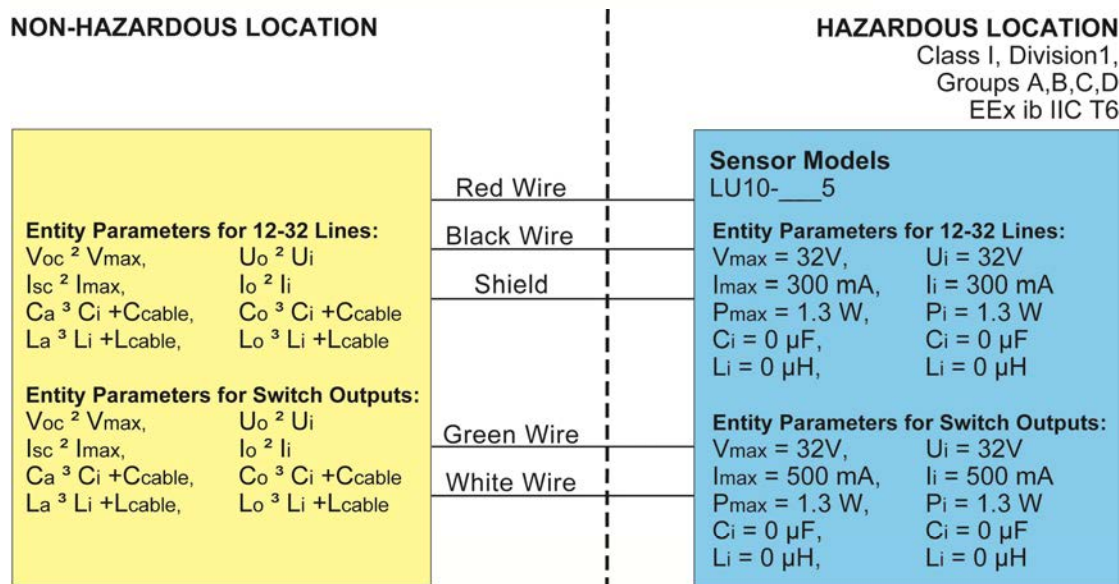 NON-HAZARDOUS LOCATION
HAZARDOUS LOCATION
Class I, Division1,
Groups A,B,C,D
EEx ib IIC T6
Entity Parameters for 12-32 Lines:
Voc ² Vmax, Uo ² Ui
Isc ² Imax, Io ² Ii
Ca ³ Ci +Ccable, Co ³ Ci +Ccable
La ³ Li +Lcable, Lo ³ Li +Lcable
Entity Parameters for Switch Outputs:
Voc ² Vmax, Uo ² Ui
Isc ² Imax, Io ² Ii
Ca ³ Ci +Ccable, Co ³ Ci +Ccable
La ³ Li +Lcable, Lo ³ Li +Lcable
Red Wire
Black Wire
Shield
Green Wire
White Wire
Sensor Models
LU10-___5
Entity Parameters for 12-32 Lines:
Vmax = 32V, Ui = 32V
Imax = 300 mA, Ii = 300 mA
Pmax = 1.3 W, Pi = 1.3 W
Ci = 0 µF, Ci = 0 µF
Li = 0 µH, Li = 0 µH
Entity Parameters for Switch Outputs:
Vmax = 32V, Ui = 32V
Imax = 500 mA, Ii = 500 mA
Pmax = 1.3 W, Pi = 1.3 W
Ci = 0 µF, Ci = 0 µF
Li = 0 µH, Li = 0 µH